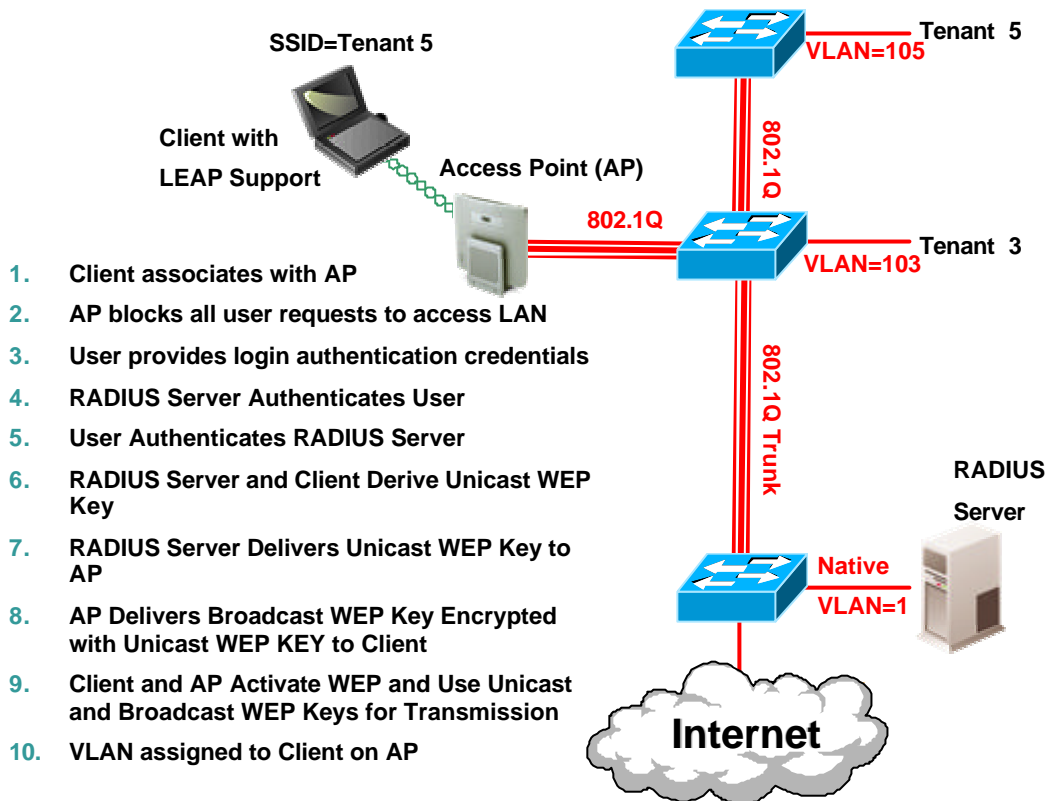 SSID=Tenant 5
Client with
LEAP Support
Access Point (AP)
802.1Q
Tenant 5
VLAN=105
802.1Q
Tenant 3
VLAN=103
802.1Q Trunk
RADIUS
Server
Native
VLAN=1
Internet
1. Client associates with AP
2. AP blocks all user requests to access LAN
3. User provides login authentication credentials
4. RADIUS Server Authenticates User
5. User Authenticates RADIUS Server
6. RADIUS Server and Client Derive Unicast WEP
Key
7. RADIUS Server Delivers Unicast WEP Key to
AP
8. AP Delivers Broadcast WEP Key Encrypted
with Unicast WEP KEY to Client
9. Client and AP Activate WEP and Use Unicast
and Broadcast WEP Keys for Transmission
10. VLAN assigned to Client on AP